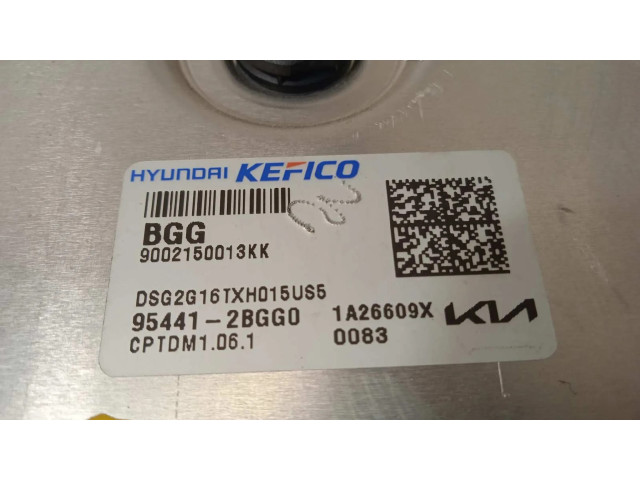 HYUNDAI KEFICO
BGG
9002150013KK
DSG2G16TXH015US5
95441-2BGG0 1A26609X KIA
CPTDM1.06.1 0083